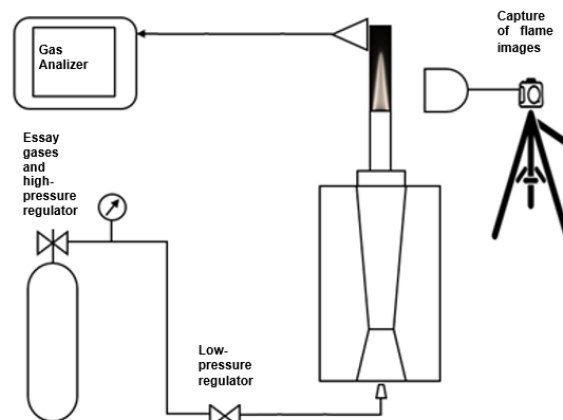 Capture
of flame
images
Gas
Analizer
Essay
gases
and
high-
pressure
regulator
Low-
pressure
regulator